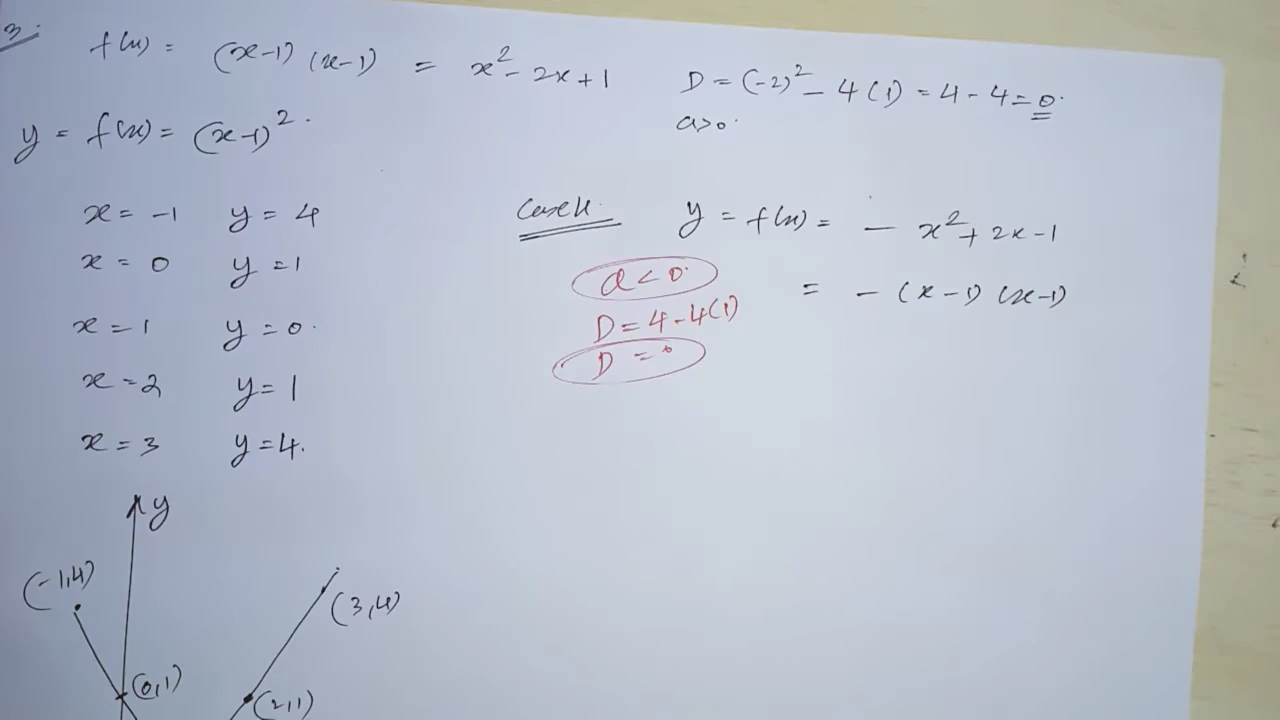 3.
f(x) = (x-1) (x-1) = x² - 2x + 1
D = (-2)² - 4(1) = 4 - 4 = 0.
a>0.
y = f(x) = (x-1)².
x = -1 y = 4
x = 0 y = 1
x = 1 y = 0.
x = 2 y = 1
x = 3 y = 4.
Case II. y = f(x) = - x² + 2x - 1
= - (x-1) (x-1)
a < 0.
D = 4 - 4(1)
D = 0
y
(-1,4)
(3,4)
(0,1)
(2,1)